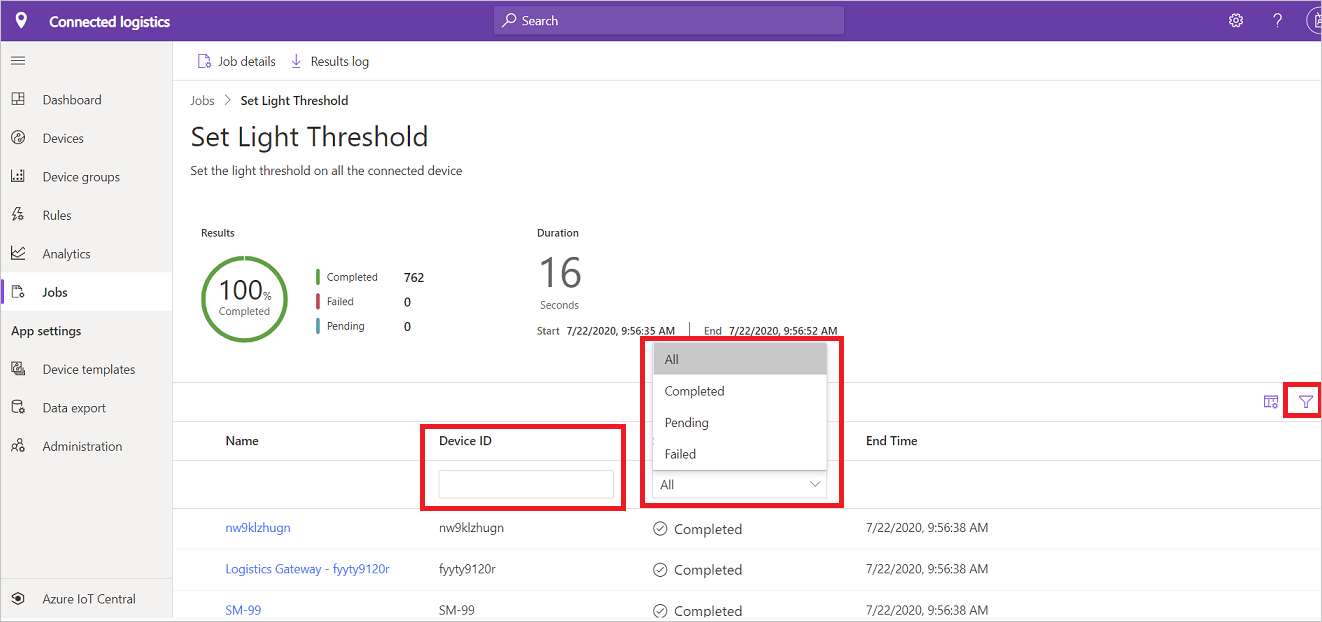 Connected logistics
Search
?
Job details
Results log
Dashboard
Devices
Device groups
Rules
Analytics
Jobs
App settings
Device templates
Data export
Administration
Azure IoT Central
Jobs > Set Light Threshold
Set Light Threshold
Set the light threshold on all the connected device
Results
100%
Completed
Completed 762
Failed 0
Pending 0
Duration
16
Seconds
Start 7/22/2020, 9:56:35 AM | End 7/22/2020, 9:56:52 AM
All
Completed
Pending
Failed
Name Device ID End Time
All
nw9klzhugn nw9klzhugn Completed 7/22/2020, 9:56:38 AM
Logistics Gateway - fyyty9120r fyyty9120r Completed 7/22/2020, 9:56:38 AM
SM-99 SM-99 Completed 7/22/2020, 9:56:38 AM